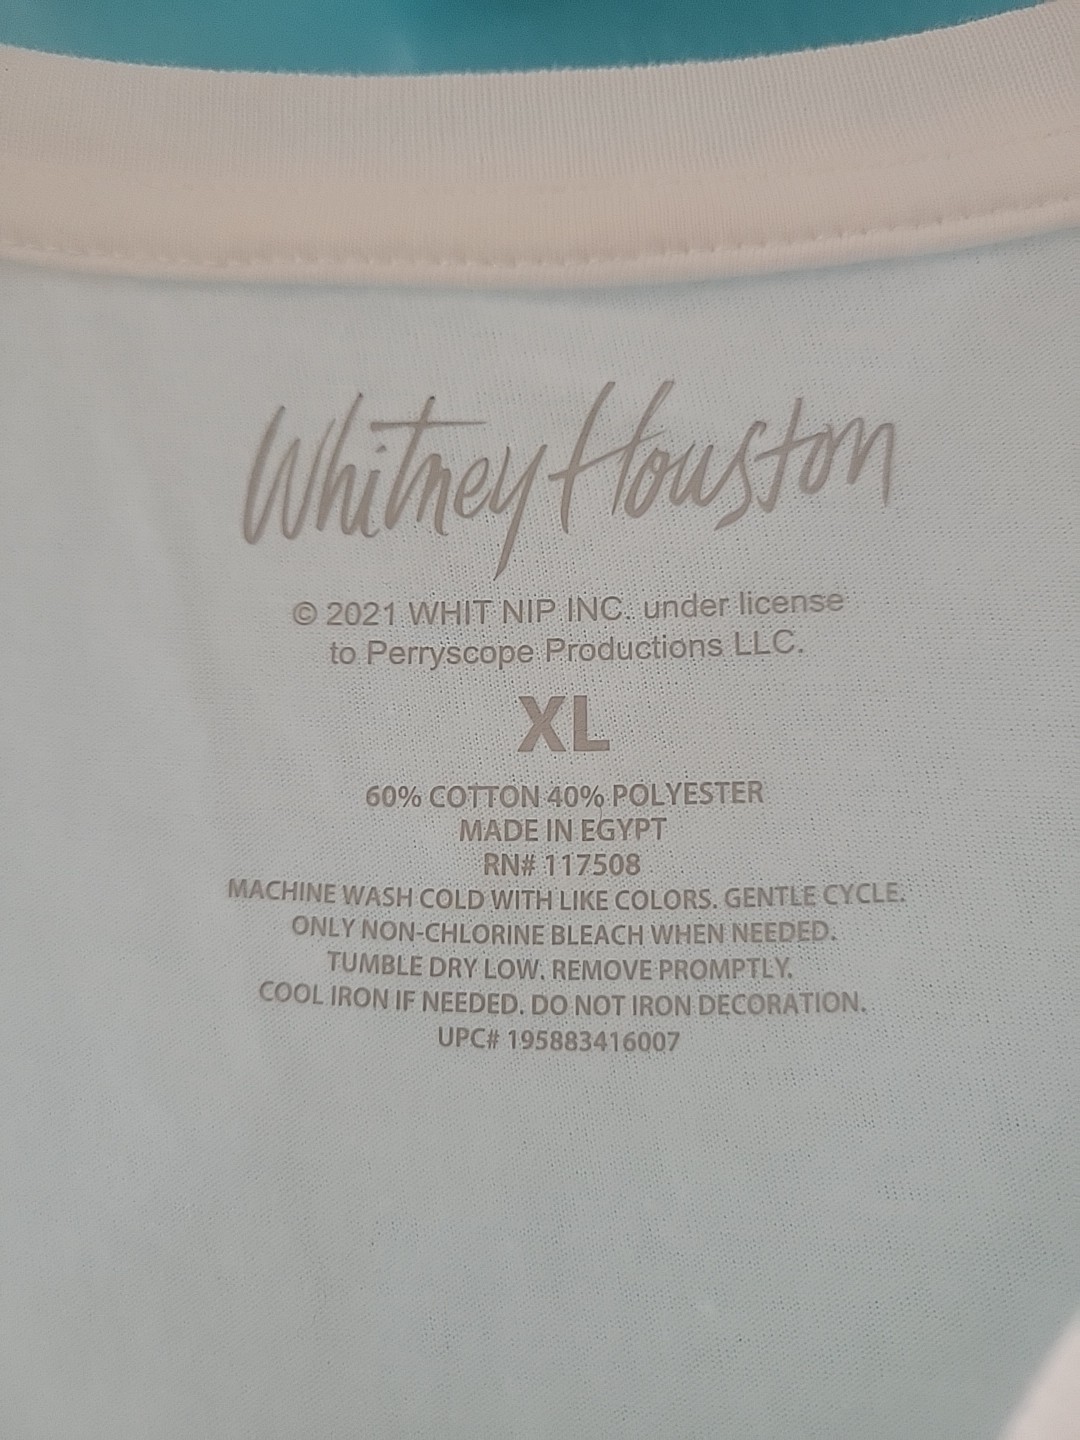 Whitney Houston
© 2021 WHIT NIP INC. under license
to Perryscope Productions LLC.
XL
60% COTTON 40% POLYESTER
MADE IN EGYPT
RN# 117508
MACHINE WASH COLD WITH LIKE COLORS. GENTLE CYCLE.
ONLY NON-CHLORINE BLEACH WHEN NEEDED.
TUMBLE DRY LOW. REMOVE PROMPTLY.
COOL IRON IF NEEDED. DO NOT IRON DECORATION.
UPC# 195883416007